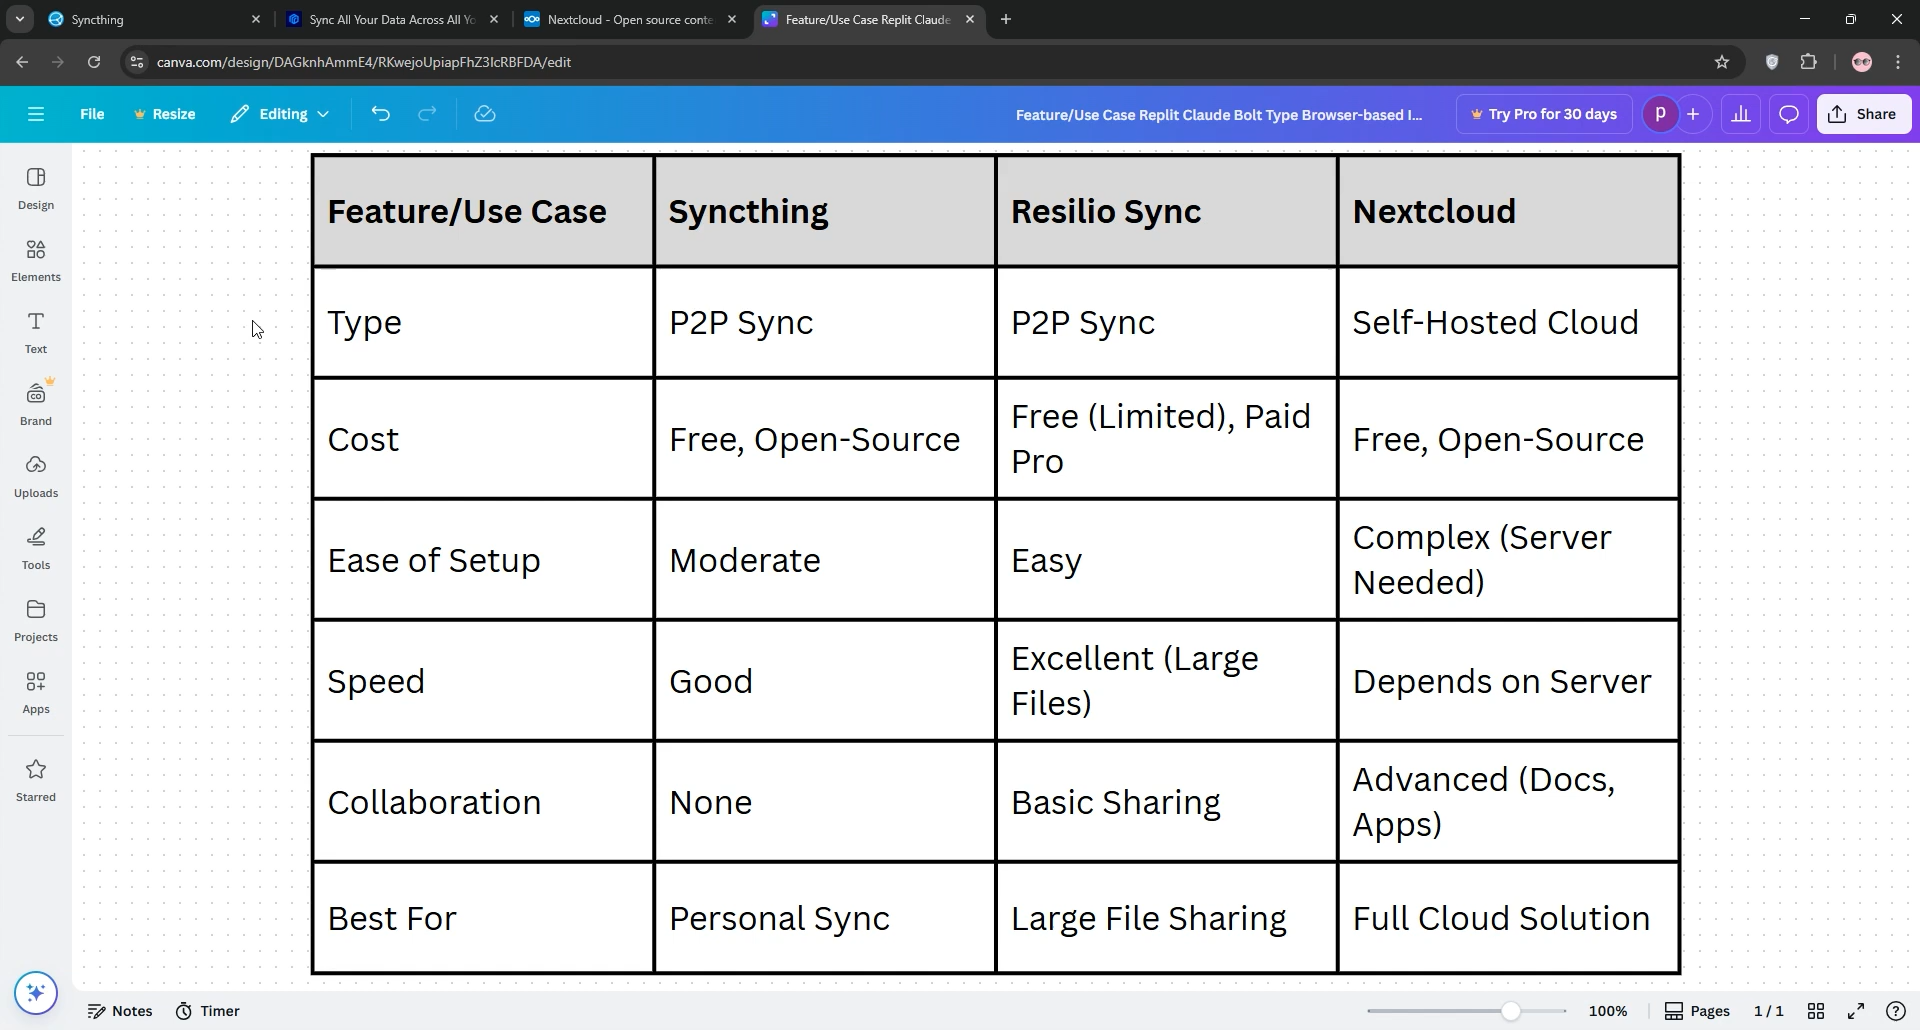 Syncthing
Sync All Your Data Across All Yo
Nextcloud - Open source conte
Feature/Use Case Replit Claude
canva.com/design/DAGknhAmmE4/RKwejoUpiapFhZ3lcRBFDA/edit
File
Resize
Editing
Feature/Use Case Replit Claude Bolt Type Browser-based I...
Try Pro for 30 days
p
Share
Design
Elements
Text
Brand
Uploads
Tools
Projects
Apps
Starred
Feature/Use Case Syncthing Resilio Sync Nextcloud
Type P2P Sync P2P Sync Self-Hosted Cloud
Cost Free, Open-Source Free (Limited), Paid
Pro Free, Open-Source
Ease of Setup Moderate Easy Complex (Server
Needed)
Speed Good Excellent (Large
Files) Depends on Server
Collaboration None Basic Sharing Advanced (Docs,
Apps)
Best For Personal Sync Large File Sharing Full Cloud Solution
Notes
Timer
100%
Pages
1 / 1